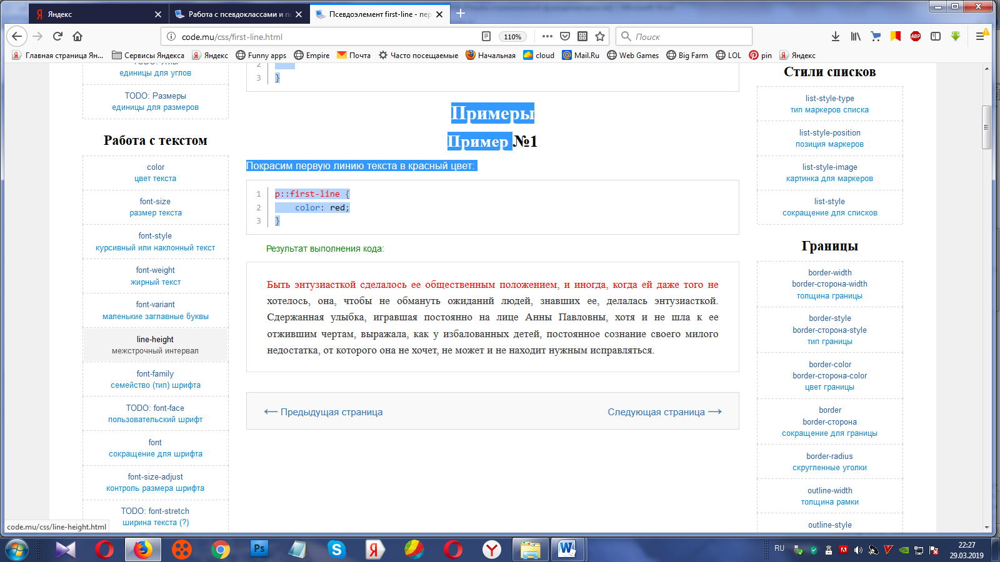 Яндекс
Работа с псевдоклассами и по
Псевдоэлемент first-line - пер
code.mu/css/first-line.html
110%
Поиск
Главная страница Ян...
Сервисы Яндекса
Яндекс
Funny apps
Empire
Почта
Часто посещаемые
Начальная
cloud
Mail.Ru
Web Games
Big Farm
LOL
pin
Яндекс
единицы для углов
TODO: Размеры
единицы для размеров
Работа с текстом
color
цвет текста
font-size
размер текста
font-style
курсивный или наклонный текст
font-weight
жирный текст
font-variant
маленькие заглавные буквы
line-height
межстрочный интервал
font-family
семейство (тип) шрифта
TODO: font-face
пользовательский шрифт
font
сокращение для шрифта
font-size-adjust
контроль размера шрифта
TODO: font-stretch
ширина текста (?)
code.mu/css/line-height.html
2
3 }
Примеры
Пример №1
Покрасим первую линию текста в красный цвет:
1 p::first-line {
2 color: red;
3 }
Результат выполнения кода:
Быть энтузиасткой сделалось ее общественным положением, и иногда, когда ей даже того не
хотелось, она, чтобы не обмануть ожиданий людей, знавших ее, делалась энтузиасткой.
Сдержанная улыбка, игравшая постоянно на лице Анны Павловны, хотя и не шла к ее
отжившим чертам, выражала, как у избалованных детей, постоянное сознание своего милого
недостатка, от которого она не хочет, не может и не находит нужным исправляться.
← Предыдущая страница
Следующая страница →
Стили списков
list-style-type
тип маркеров списка
list-style-position
позиция маркеров
list-style-image
картинка для маркеров
list-style
сокращение для списков
Границы
border-width
border-сторона-width
толщина границы
border-style
border-сторона-style
тип границы
border-color
border-сторона-color
цвет границы
border
border-сторона
сокращение для границы
border-radius
скругленные уголки
outline-width
толщина рамки
outline-style
RU
22:27
29.03.2019